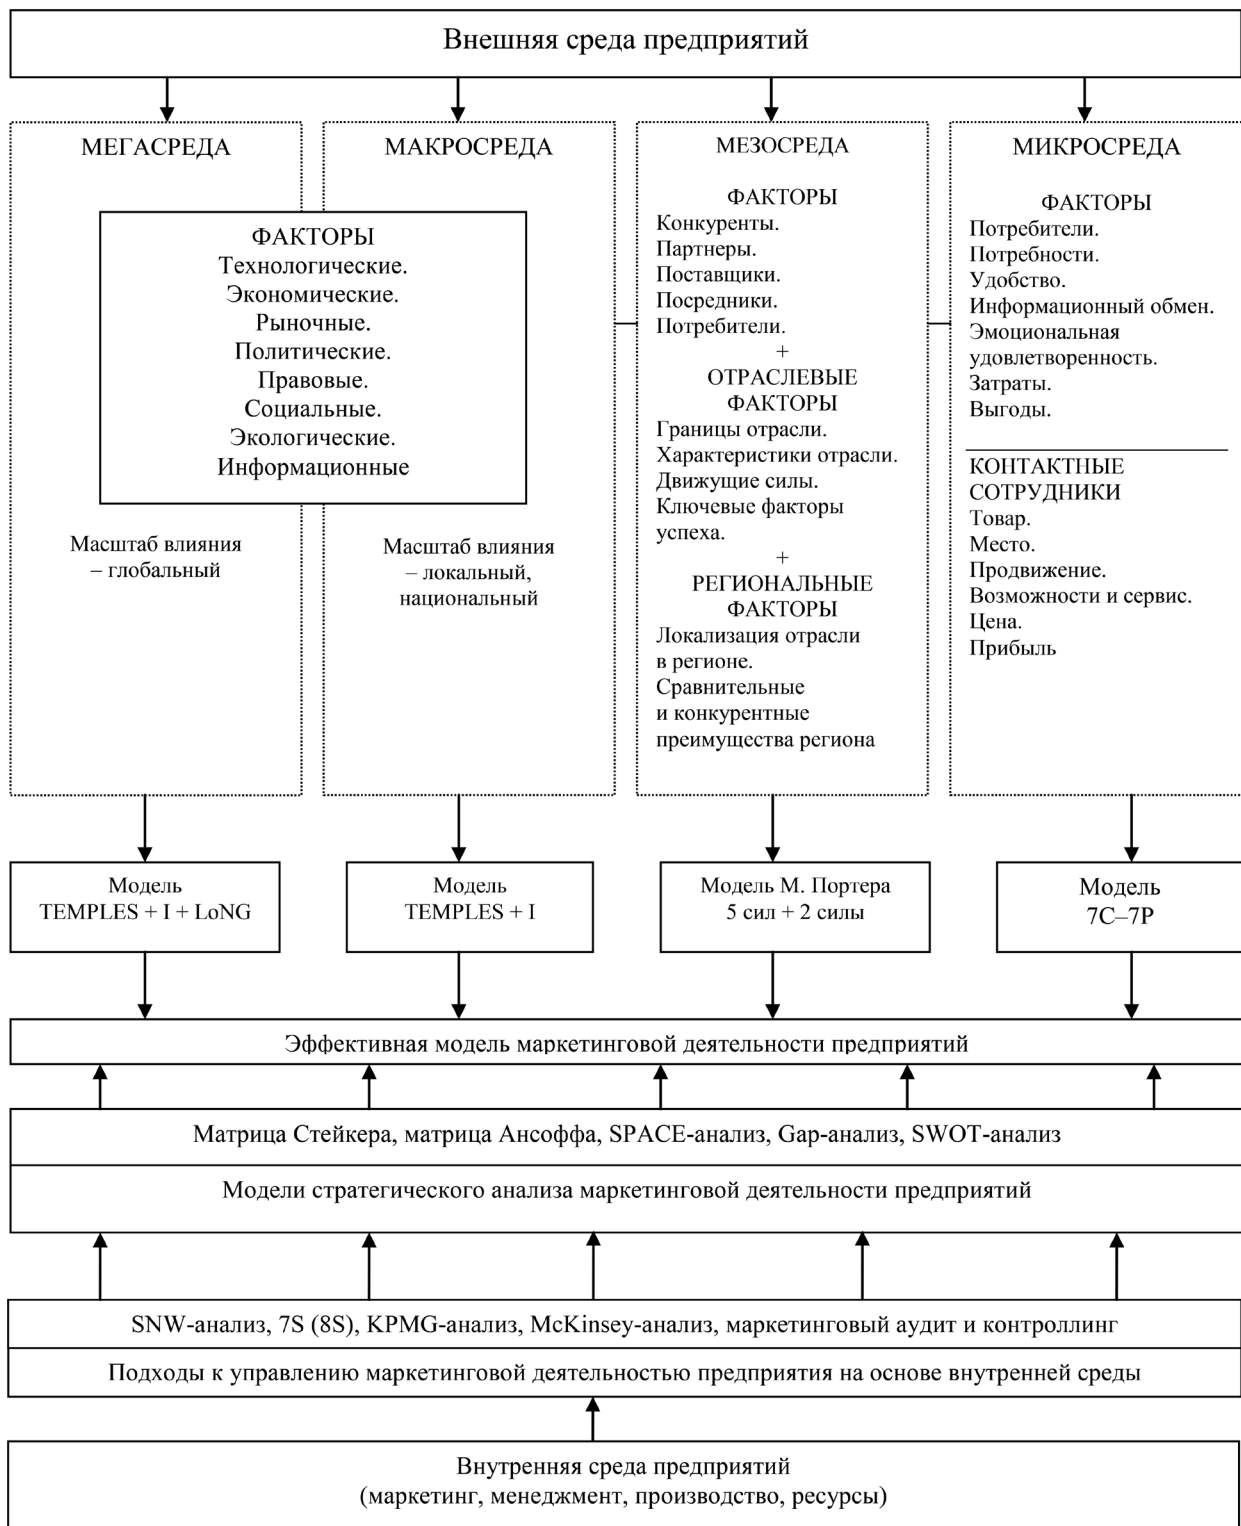 Внешняя среда предприятий
МЕГАСРЕДА
МАКРОСРЕДА
ФАКТОРЫ
Технологические.
Экономические.
Рыночные.
Политические.
Правовые.
Социальные.
Экологические.
Информационные
Масштаб влияния
– глобальный
Масштаб влияния
– локальный,
национальный
МЕЗОСРЕДА
ФАКТОРЫ
Конкуренты.
Партнеры.
Поставщики.
Посредники.
Потребители.
+
ОТРАСЛЕВЫЕ
ФАКТОРЫ
Границы отрасли.
Характеристики отрасли.
Движущие силы.
Ключевые факторы
успеха.
+
РЕГИОНАЛЬНЫЕ
ФАКТОРЫ
Локализация отрасли
в регионе.
Сравнительные
и конкурентные
преимущества региона
МИКРОСРЕДА
ФАКТОРЫ
Потребители.
Потребности.
Удобство.
Информационный обмен.
Эмоциональная
удовлетворенность.
Затраты.
Выгоды.
КОНТАКТНЫЕ
СОТРУДНИКИ
Товар.
Место.
Продвижение.
Возможности и сервис.
Цена.
Прибыль
Модель
TEMPLES + I + LoNG
Модель
TEMPLES + I
Модель М. Портера
5 сил + 2 силы
Модель
7С–7Р
Эффективная модель маркетинговой деятельности предприятий
Матрица Стейкера, матрица Ансоффа, SPACE-анализ, Gap-анализ, SWOT-анализ
Модели стратегического анализа маркетинговой деятельности предприятий
SNW-анализ, 7S (8S), KPMG-анализ, McKinsey-анализ, маркетинговый аудит и контроллинг
Подходы к управлению маркетинговой деятельностью предприятия на основе внутренней среды
Внутренняя среда предприятий
(маркетинг, менеджмент, производство, ресурсы)